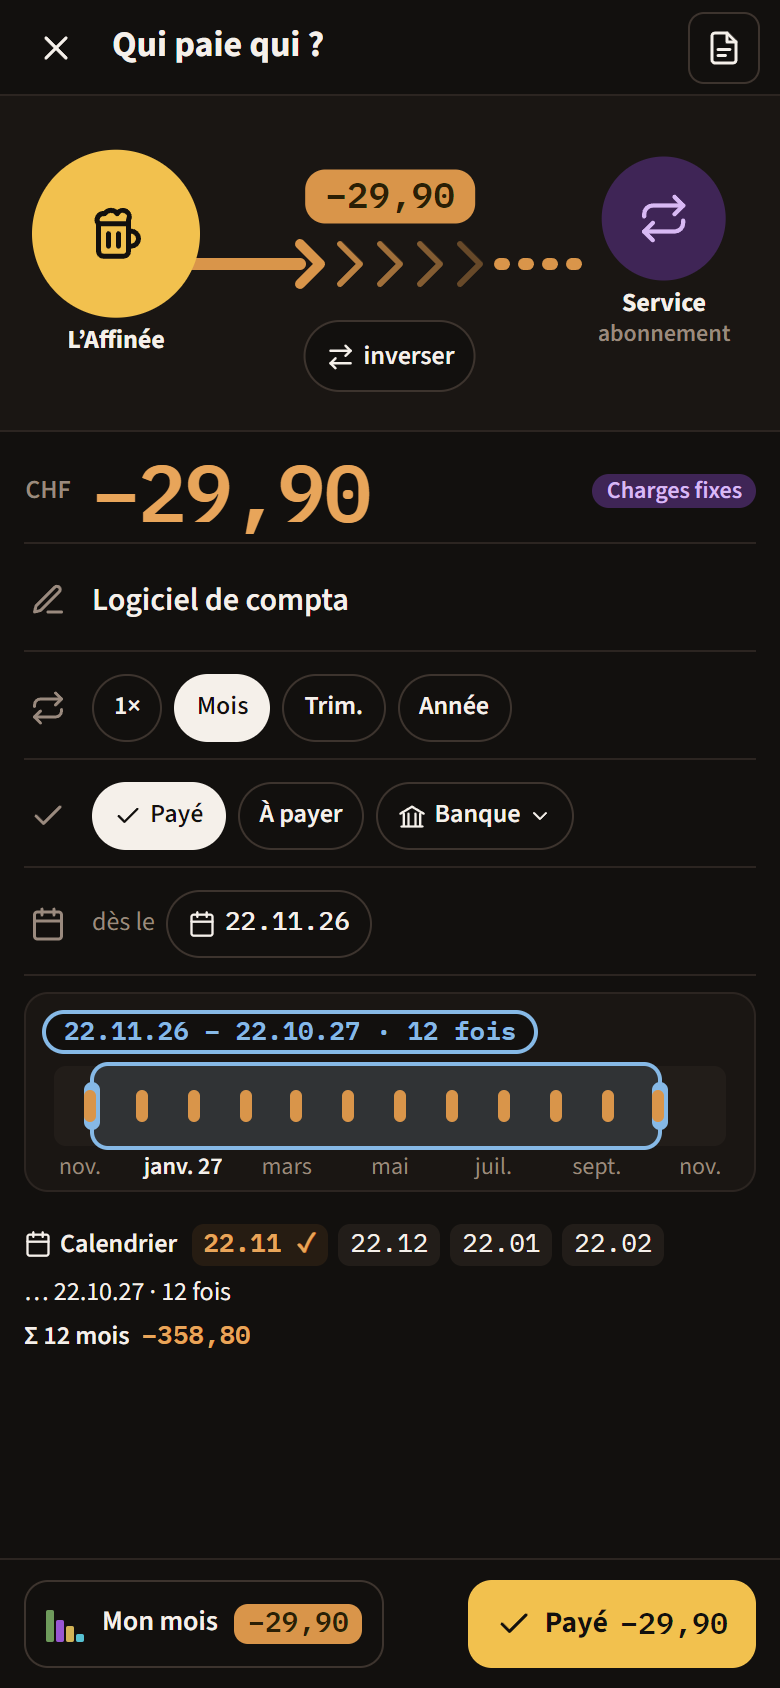 Qui paie qui ?
−29,90
L’Affinée
Service
abonnement
inverser
CHF −29,90 Charges fixes
Logiciel de compta
1× Mois Trim. Année
Payé À payer Banque
dès le 22.11.26
22.11.26 – 22.10.27 · 12 fois
nov. janv. 27 mars mai juil. sept. nov.
Calendrier 22.11 ✓ 22.12 22.01 22.02
… 22.10.27 · 12 fois
Σ 12 mois −358,80
Mon mois −29,90 Payé −29,90